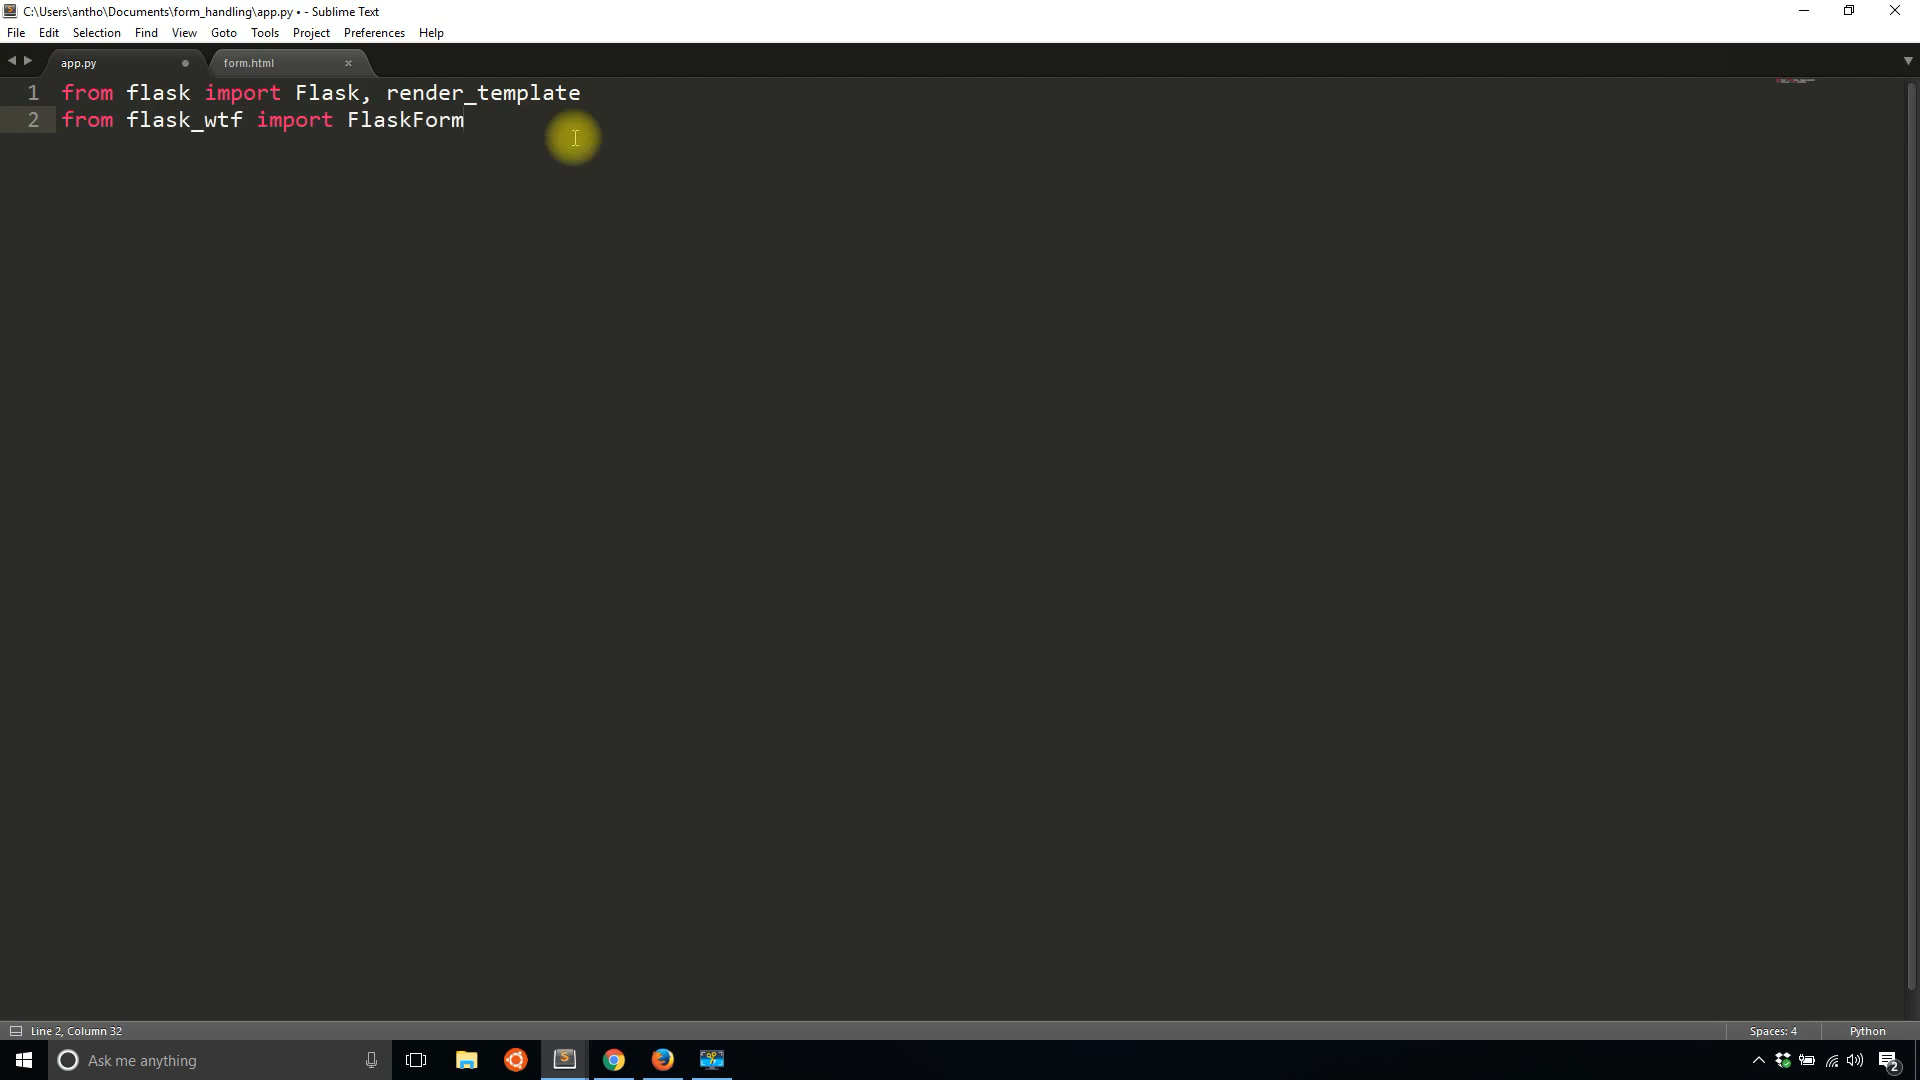 C:\Users\antho\Documents\form_handling\app.py • - Sublime Text
File Edit Selection Find View Goto Tools Project Preferences Help
app.py form.html
1 from flask import Flask, render_template
2 from flask_wtf import FlaskForm
Line 2, Column 32 Spaces: 4 Python
Ask me anything 2